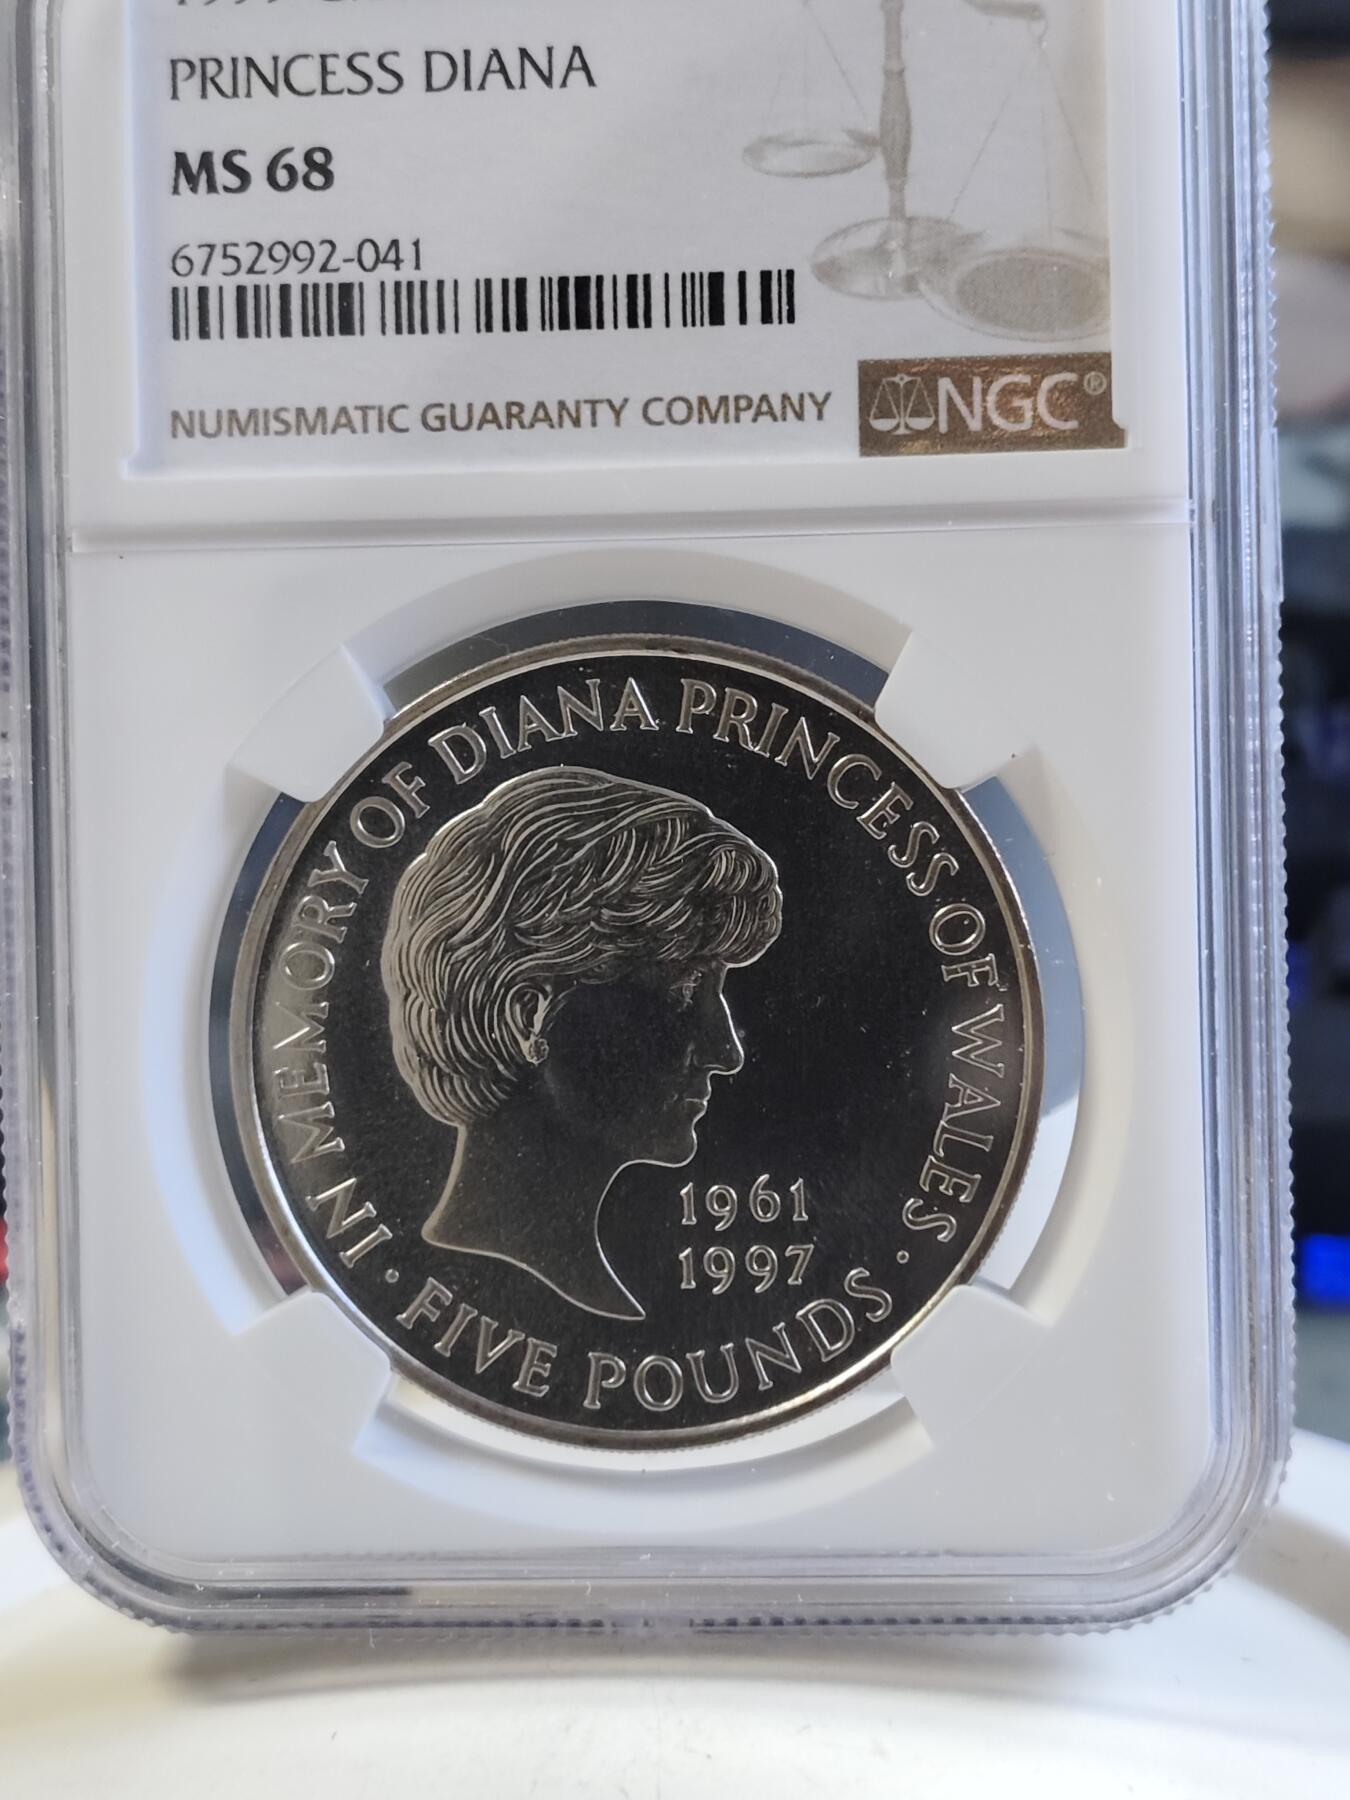 PRINCESS DIANA
MS 68
6752992-041
NUMISMATIC GUARANTY COMPANY
NGC®
IN MEMORY OF DIANA PRINCESS OF WALES
1961
1997
· FIVE POUNDS ·